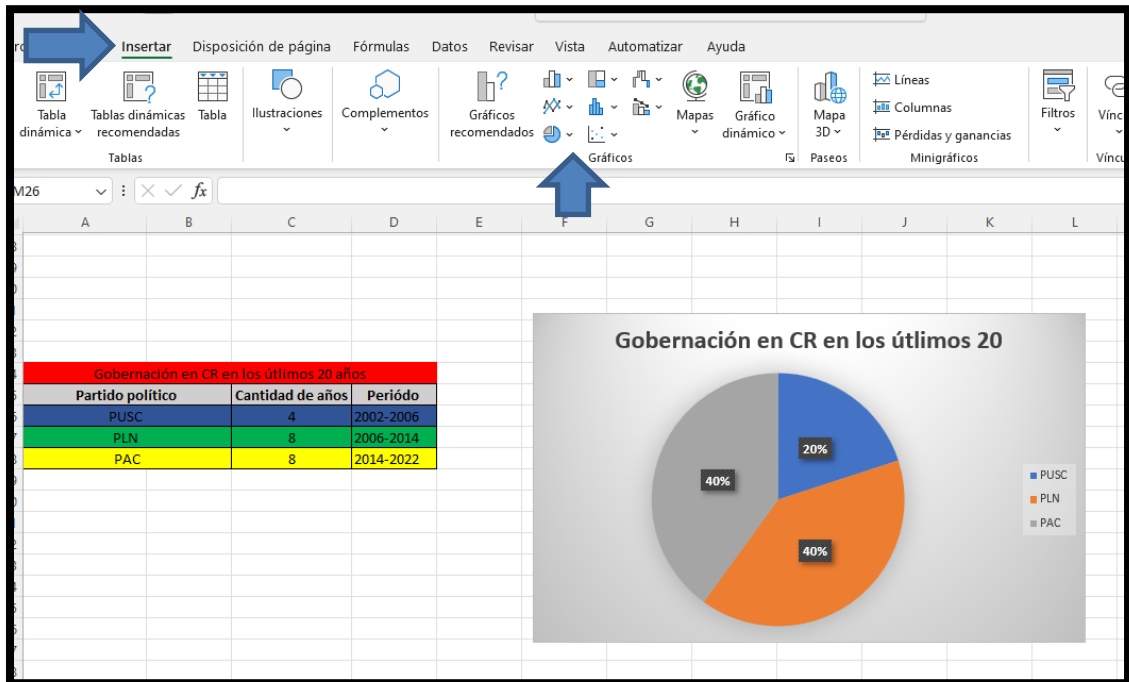 Insertar Disposición de página Fórmulas Datos Revisar Vista Automatizar Ayuda
Tabla dinámica
Tablas dinámicas recomendadas
Tabla
Ilustraciones
Complementos
Gráficos recomendados
Mapas
Gráfico dinámico
Mapa 3D
Líneas
Columnas
Pérdidas y ganancias
Filtros
Tablas
Gráficos
Paseos
Minigráficos
M26
fx
A B C D E F G H I J K L
Gobernación en CR en los útlimos 20 años
Partido político Cantidad de años Periódo
PUSC 4 2002-2006
PLN 8 2006-2014
PAC 8 2014-2022
Gobernación en CR en los útlimos 20
20%
40%
40%
PUSC
PLN
PAC